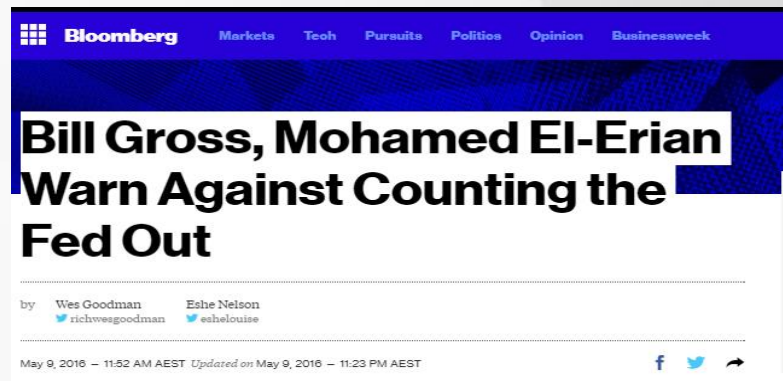 Bloomberg Markets Tech Pursuits Politics Opinion Businessweek
Bill Gross, Mohamed El-Erian
Warn Against Counting the
Fed Out
by Wes Goodman Eshe Nelson
richwesgoodman eshelouise
May 9, 2016 – 11:52 AM AEST Updated on May 9, 2016 – 11:23 PM AEST